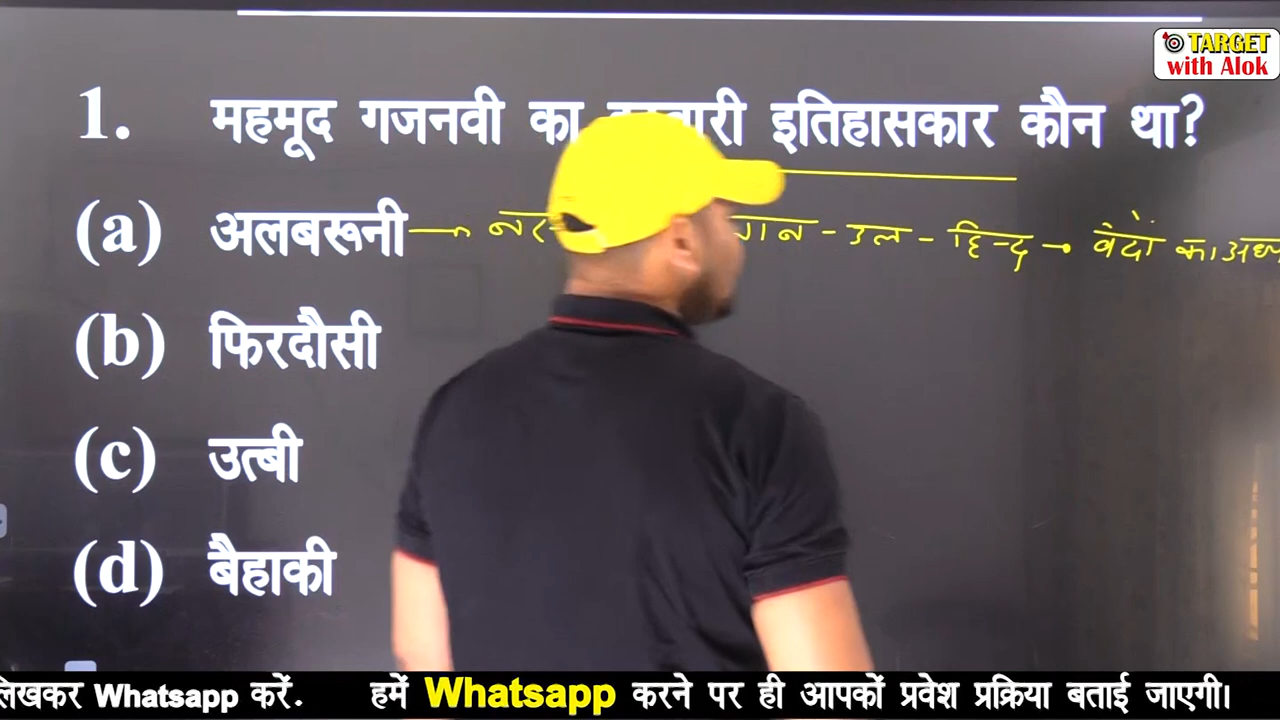 TARGET
with Alok
1. महमूद गजनवी का इतिहासकार कौन था?
(a) अलबरूनी → उल - हिन्द → वेदों का
(b) फिरदौसी
(c) उत्बी
(d) बैहाकी
लिखकर Whatsapp करें. हमें Whatsapp करने पर ही आपकों प्रवेश प्रक्रिया बताई जाएगी।